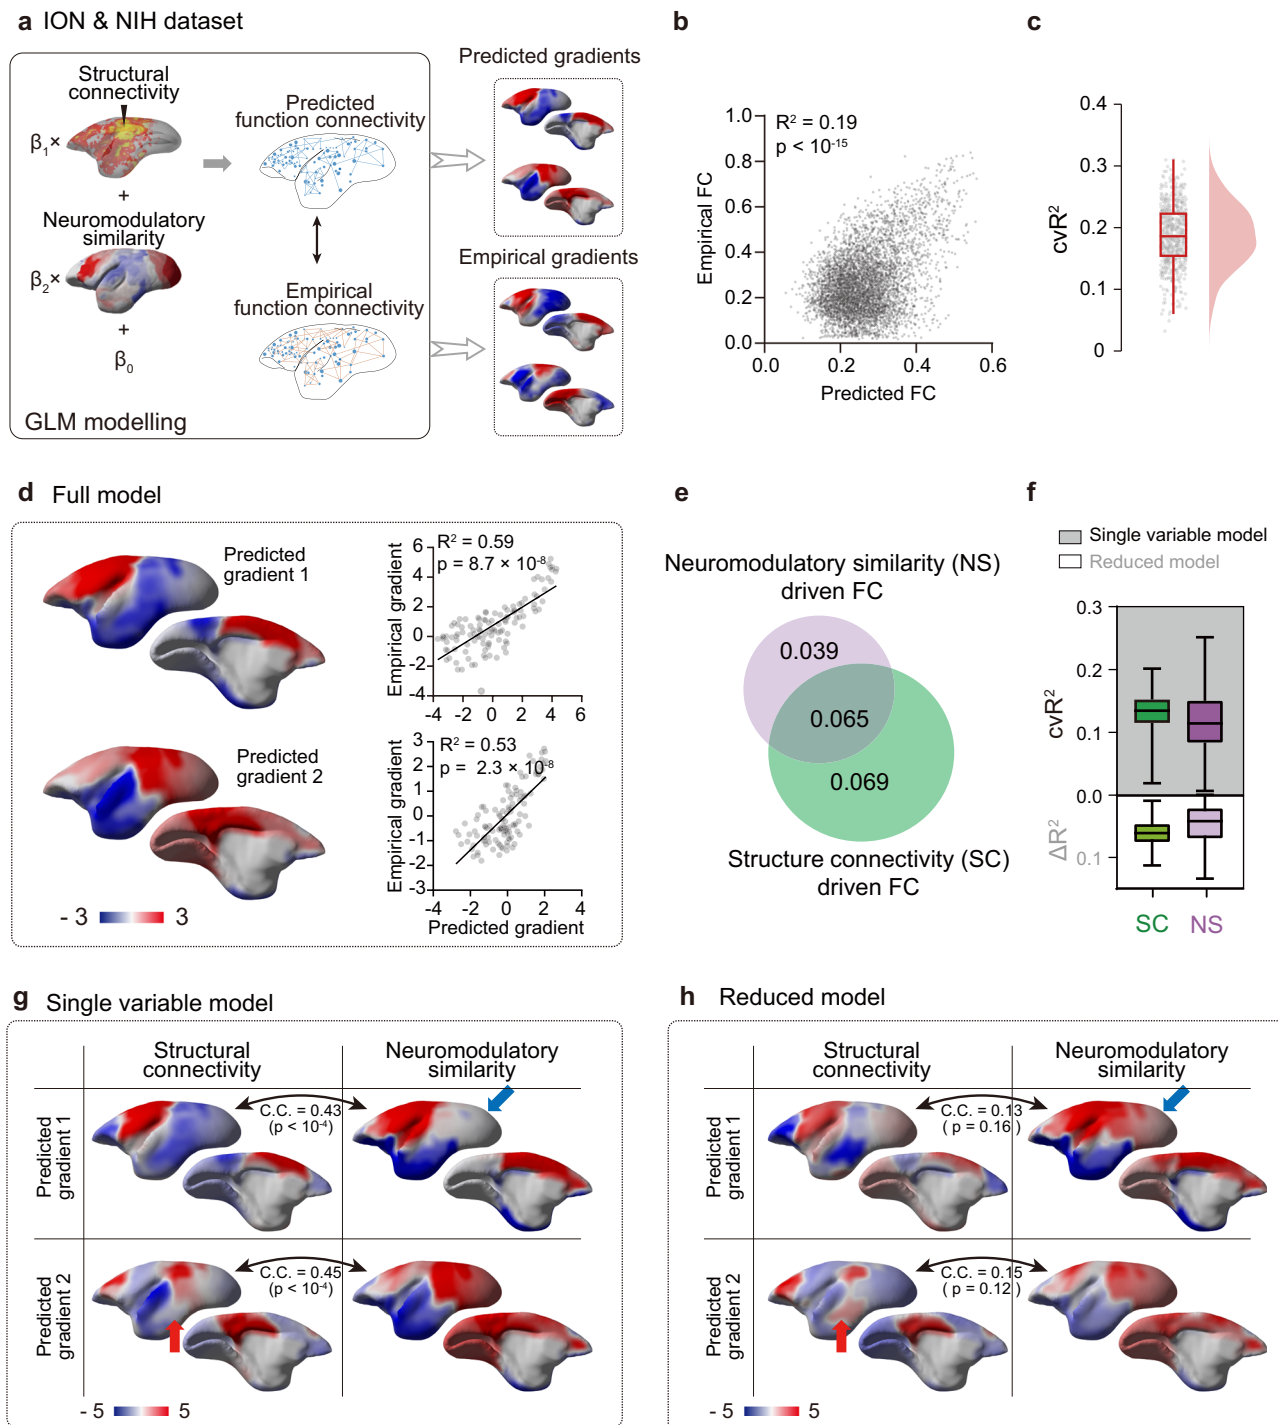 a ION & NIH dataset
Structural
connectivity
β1×
+
Neuromodulatory
similarity
β2×
+
β0
GLM modelling
Predicted
function connectivity
Empirical
function connectivity
Predicted gradients
Empirical gradients
b
R² = 0.19
p < 10⁻¹⁵
Empirical FC
1.0
0.8
0.6
0.4
0.2
0.0
0.0 0.2 0.4 0.6
Predicted FC
c
cvR²
0.4
0.3
0.2
0.1
0
d Full model
Predicted
gradient 1
Predicted
gradient 2
- 3 3
R² = 0.59
p = 8.7 × 10⁻⁸
Empirical gradient
6
4
2
0
-2
-4
-4 -2 0 2 4 6
R² = 0.53
p = 2.3 × 10⁻⁸
Empirical gradient
3
2
1
0
-1
-2
-3
-4 -2 0 2 4
Predicted gradient
e
Neuromodulatory similarity (NS)
driven FC
0.039
0.065
0.069
Structure connectivity (SC)
driven FC
f
Single variable model
Reduced model
cvR²
0.3
0.2
0.1
0.0
ΔR²
0.1
SC NS
g Single variable model
Structural
connectivity
Neuromodulatory
similarity
Predicted
gradient 1
C.C. = 0.43
(p < 10⁻⁴)
Predicted
gradient 2
C.C. = 0.45
(p < 10⁻⁴)
- 5 5
h Reduced model
Structural
connectivity
Neuromodulatory
similarity
Predicted
gradient 1
C.C. = 0.13
( p = 0.16 )
Predicted
gradient 2
C.C. = 0.15
( p = 0.12 )
- 5 5